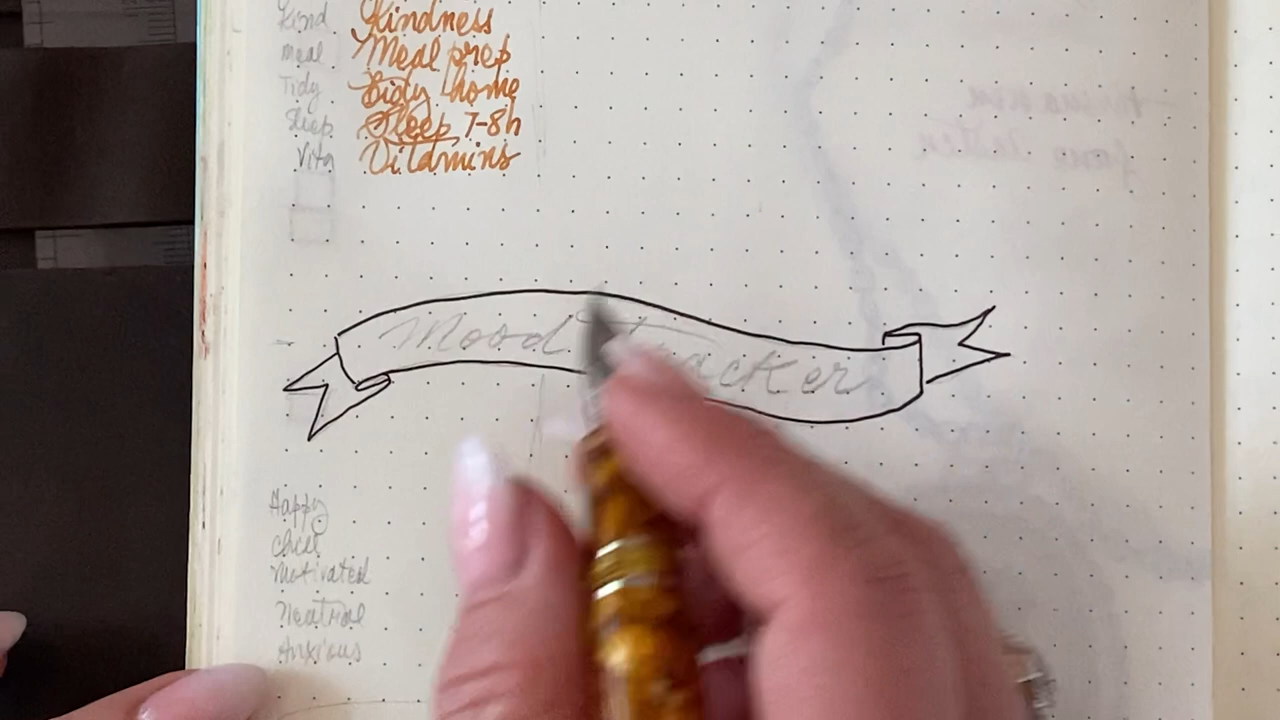 Kind Kindness
Meal Meal prep
Tidy Tidy home
Sleep Sleep 7-8h
Vita Vitamins
Mood Tracker
Happy
Chill
Motivated
Neutral
Anxious